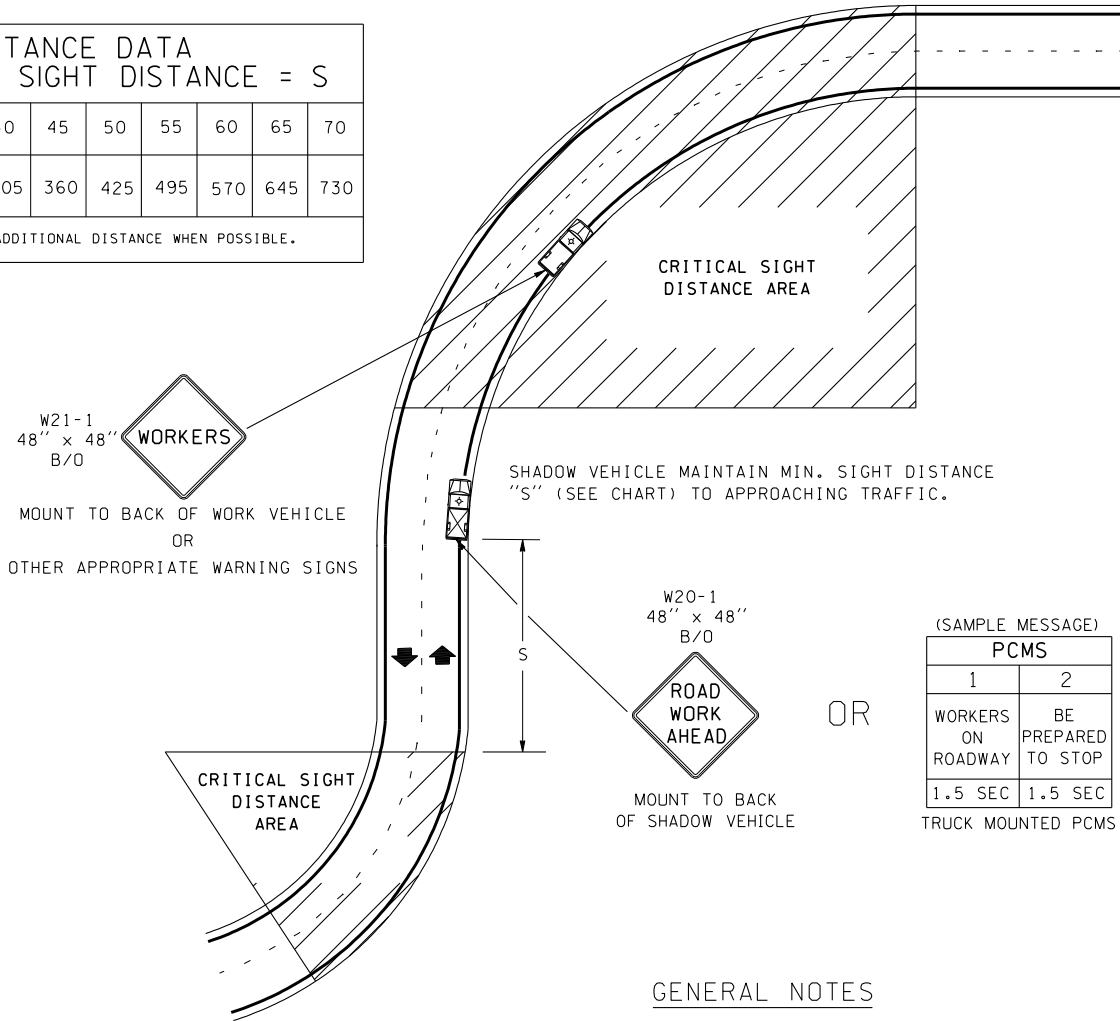 TANCE DATA
SIGHT DISTANCE = S
0 45 50 55 60 65 70
05 360 425 495 570 645 730
ADDITIONAL DISTANCE WHEN POSSIBLE.
CRITICAL SIGHT
DISTANCE AREA
W21-1
48" x 48"
B/O
WORKERS
MOUNT TO BACK OF WORK VEHICLE
OR
OTHER APPROPRIATE WARNING SIGNS
SHADOW VEHICLE MAINTAIN MIN. SIGHT DISTANCE
"S" (SEE CHART) TO APPROACHING TRAFFIC.
S
W20-1
48" x 48"
B/O
ROAD
WORK
AHEAD
MOUNT TO BACK
OF SHADOW VEHICLE
OR
(SAMPLE MESSAGE)
PCMS
1 2
WORKERS BE
ON PREPARED
ROADWAY TO STOP
1.5 SEC 1.5 SEC
TRUCK MOUNTED PCMS
CRITICAL SIGHT
DISTANCE
AREA
GENERAL NOTES